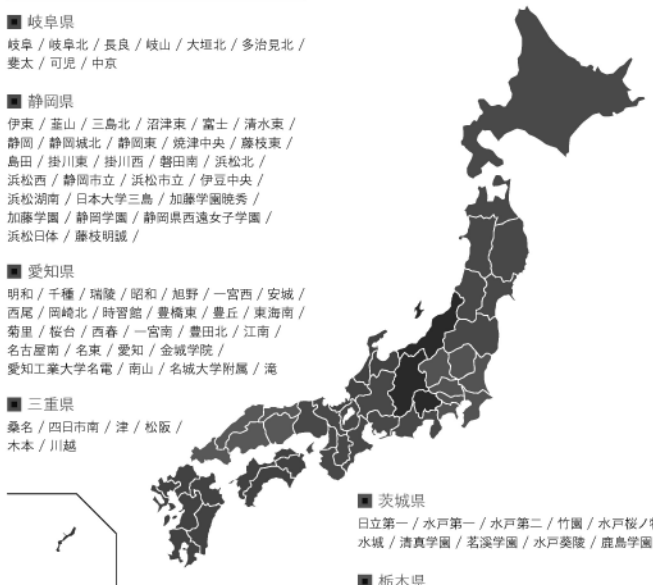 岐阜県
岐阜 / 岐阜北 / 長良 / 岐山 / 大垣北 / 多治見北 /
斐太 / 可児 / 中京
静岡県
伊東 / 韮山 / 三島北 / 沼津東 / 富士 / 清水東 /
静岡 / 静岡城北 / 静岡東 / 焼津中央 / 藤枝東 /
島田 / 掛川東 / 掛川西 / 磐田南 / 浜松北 /
浜松西 / 静岡市立 / 浜松市立 / 伊豆中央 /
浜松湖南 / 日本大学三島 / 加藤学園暁秀 /
加藤学園 / 静岡学園 / 静岡県西遠女子学園 /
浜松日体 / 藤枝明誠 /
愛知県
明和 / 千種 / 瑞陵 / 昭和 / 旭野 / 一宮西 / 安城 /
西尾 / 岡崎北 / 時習館 / 豊橋東 / 豊丘 / 東海南 /
菊里 / 桜台 / 西春 / 一宮南 / 豊田北 / 江南 /
名古屋南 / 名東 / 愛知 / 金城学院 /
愛知工業大学名電 / 南山 / 名城大学附属 / 滝
三重県
桑名 / 四日市南 / 津 / 松阪 /
木本 / 川越
茨城県
日立第一 / 水戸第一 / 水戸第二 / 竹園 / 水戸桜ノ牧
水城 / 清真学園 / 茗溪学園 / 水戸葵陵 / 鹿島学園
栃木県